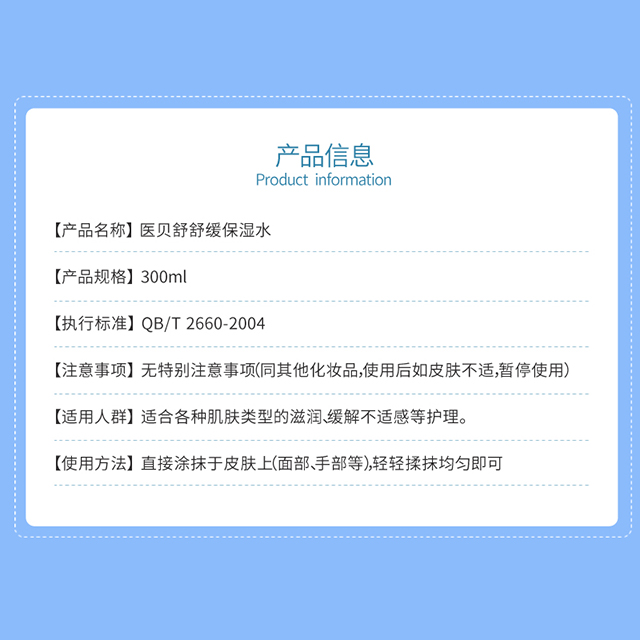 产品信息
Product information
【产品名称】医贝舒舒缓保湿水
【产品规格】300ml
【执行标准】QB/T 2660-2004
【注意事项】无特别注意事项(同其他化妆品,使用后如皮肤不适,暂停使用)
【适用人群】适合各种肌肤类型的滋润、缓解不适感等护理。
【使用方法】直接涂抹于皮肤上(面部、手部等),轻轻揉抹均匀即可